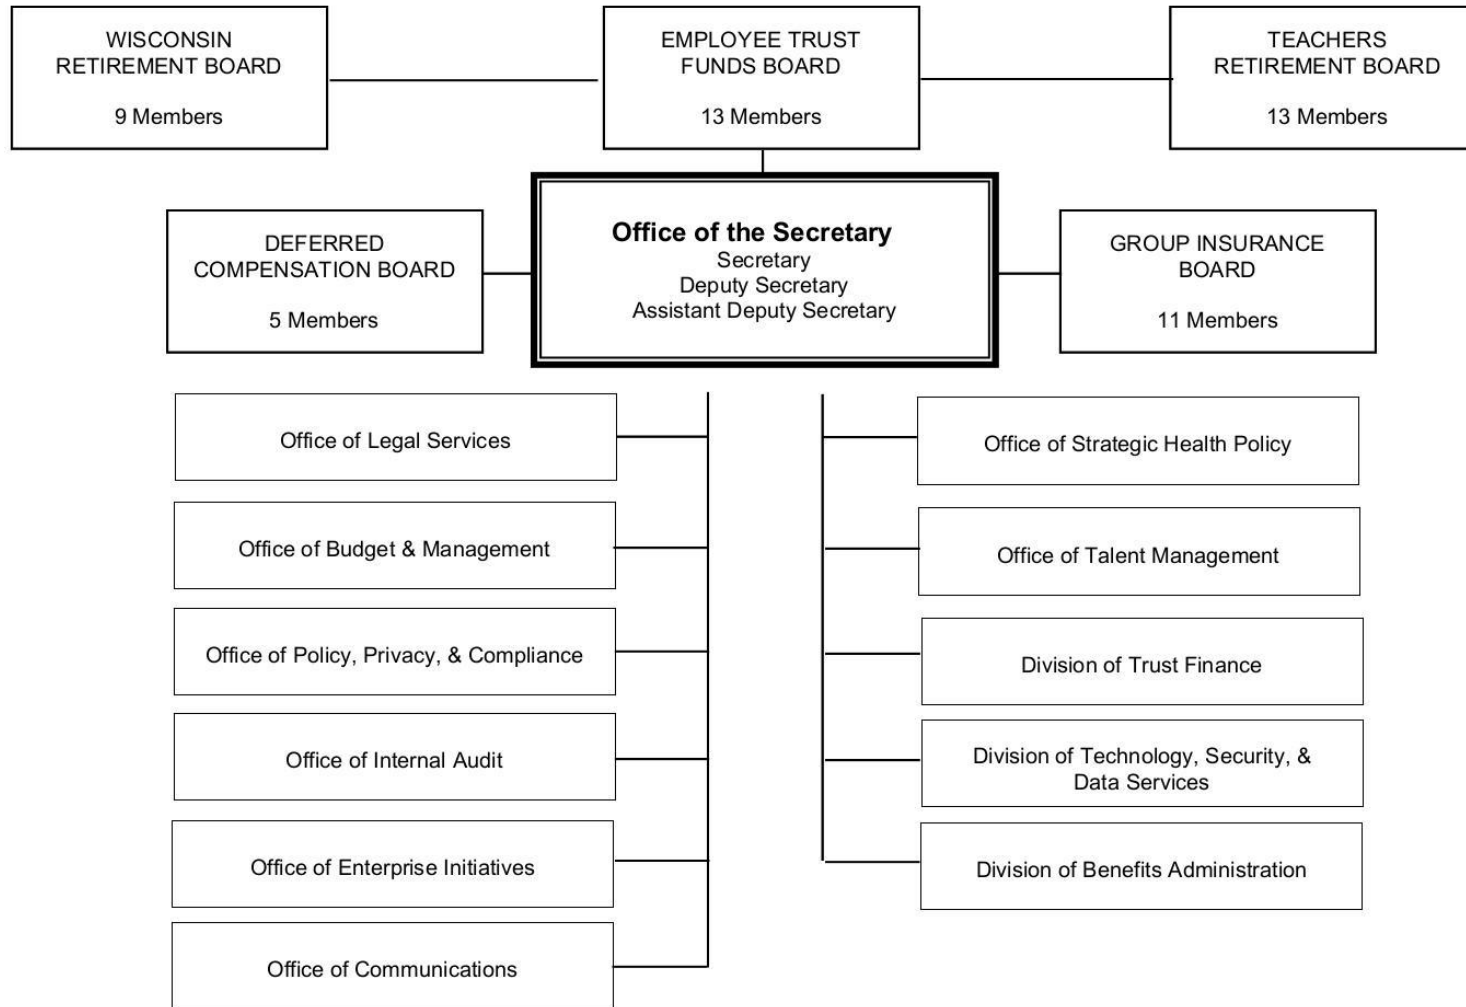 WISCONSIN
RETIREMENT BOARD
9 Members
EMPLOYEE TRUST
FUNDS BOARD
13 Members
TEACHERS
RETIREMENT BOARD
13 Members
DEFERRED
COMPENSATION BOARD
5 Members
Office of the Secretary
Secretary
Deputy Secretary
Assistant Deputy Secretary
GROUP INSURANCE
BOARD
11 Members
Office of Legal Services
Office of Budget & Management
Office of Policy, Privacy, & Compliance
Office of Internal Audit
Office of Enterprise Initiatives
Office of Communications
Office of Strategic Health Policy
Office of Talent Management
Division of Trust Finance
Division of Technology, Security, &
Data Services
Division of Benefits Administration